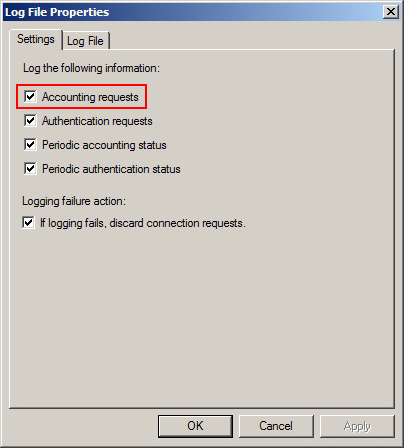 Log File Properties
Settings
Log File
Log the following information:
Accounting requests
Authentication requests
Periodic accounting status
Periodic authentication status
Logging failure action:
If logging fails, discard connection requests.
OK
Cancel
Apply